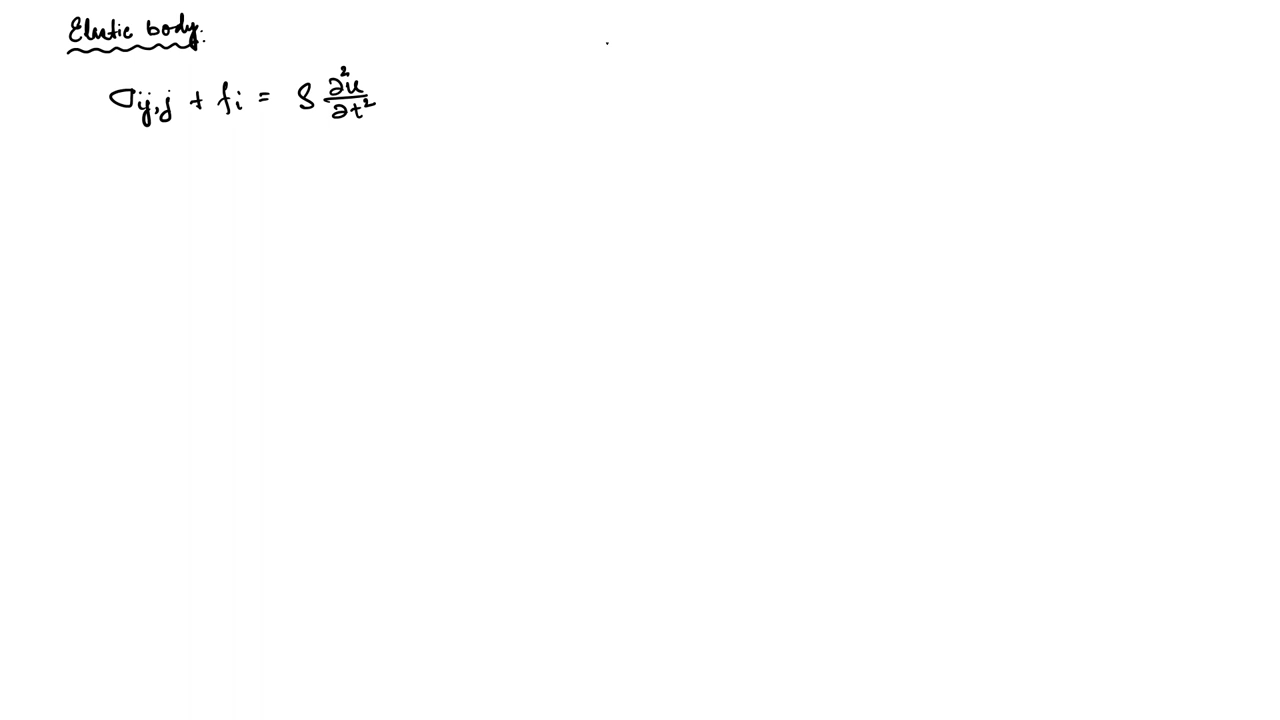 Elastic body:
σij,j + fi = ρ ∂²u/∂t²